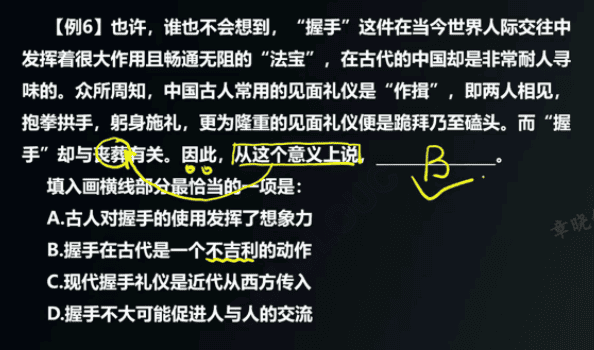 【例6】也许，谁也不会想到，“握手”这件在当今世界人际交往中
发挥着很大作用且畅通无阻的“法宝”，在古代的中国却是非常耐人寻
味的。众所周知，中国古人常用的见面礼仪是“作揖”，即两人相见，
抱拳拱手，躬身施礼，更为隆重的见面礼仪便是跪拜乃至磕头。而“握
手”却与丧葬有关。因此，从这个意义上说，____________。
B
填入画横线部分最恰当的一项是：
A.古人对握手的使用发挥了想象力
B.握手在古代是一个不吉利的动作
C.现代握手礼仪是近代从西方传入
D.握手不大可能促进人与人的交流
章晓